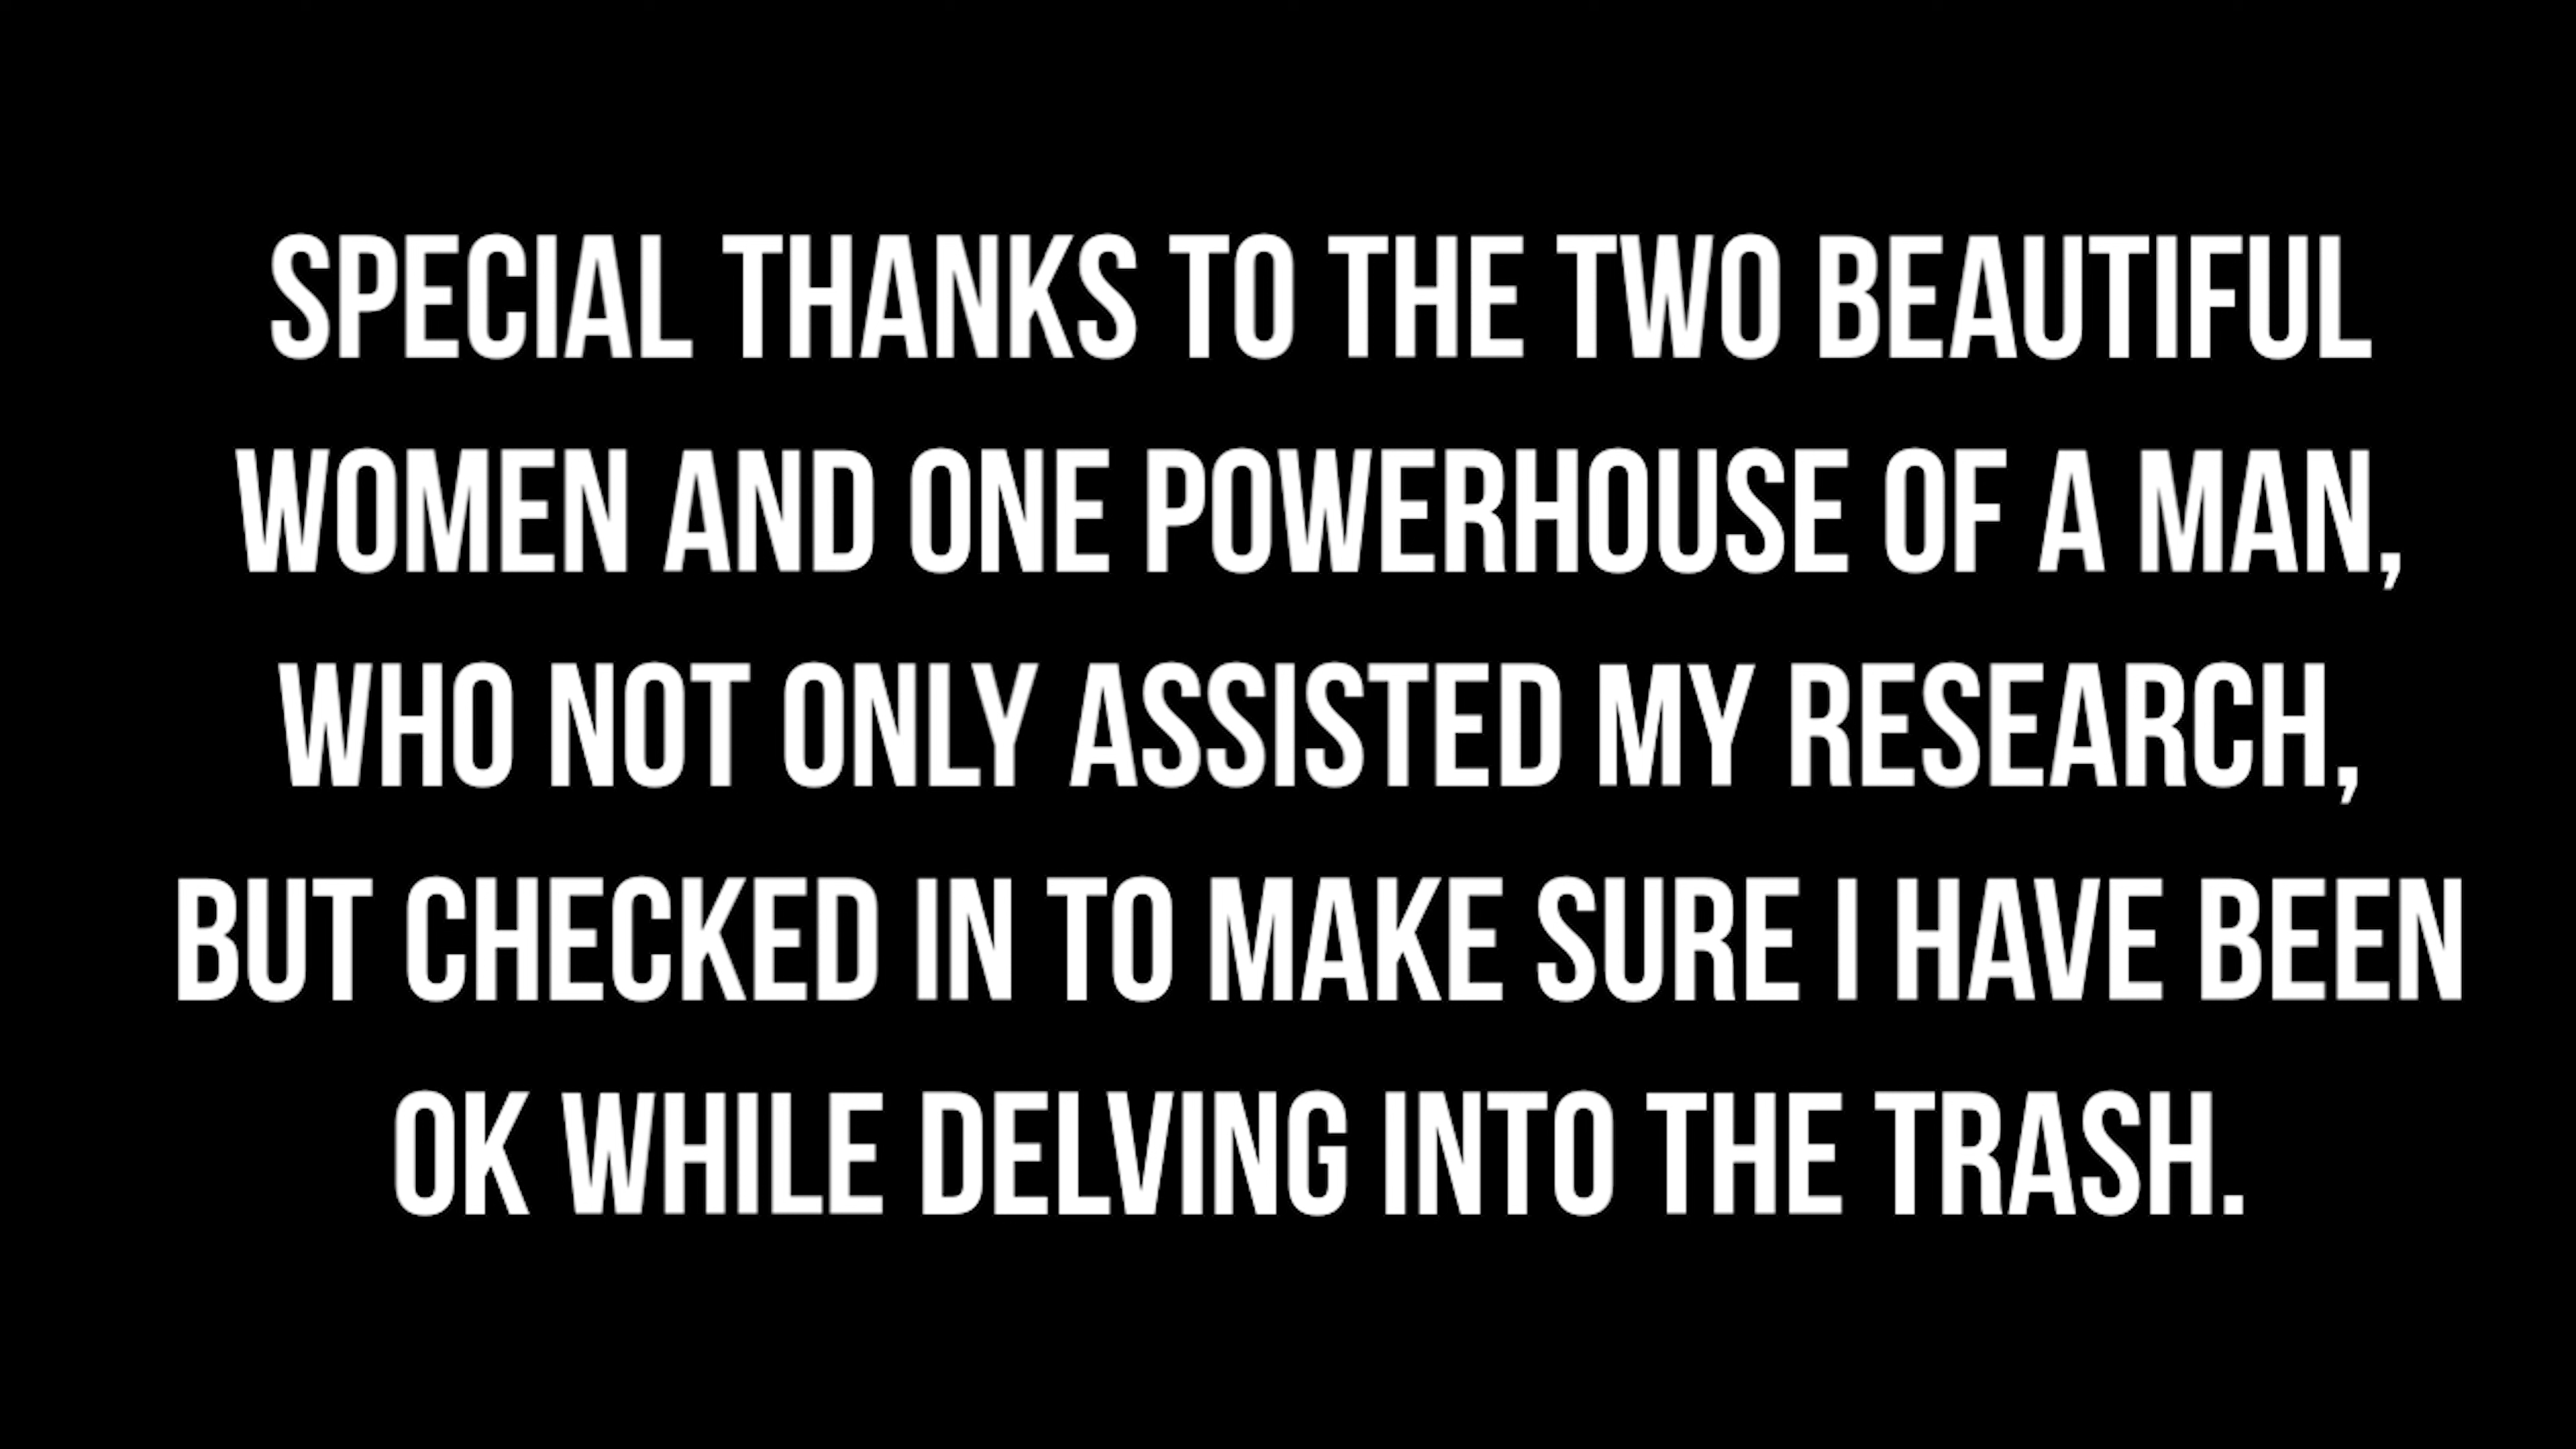 SPECIAL THANKS TO THE TWO BEAUTIFUL
WOMEN AND ONE POWERHOUSE OF A MAN,
WHO NOT ONLY ASSISTED MY RESEARCH,
BUT CHECKED IN TO MAKE SURE I HAVE BEEN
OK WHILE DELVING INTO THE TRASH.